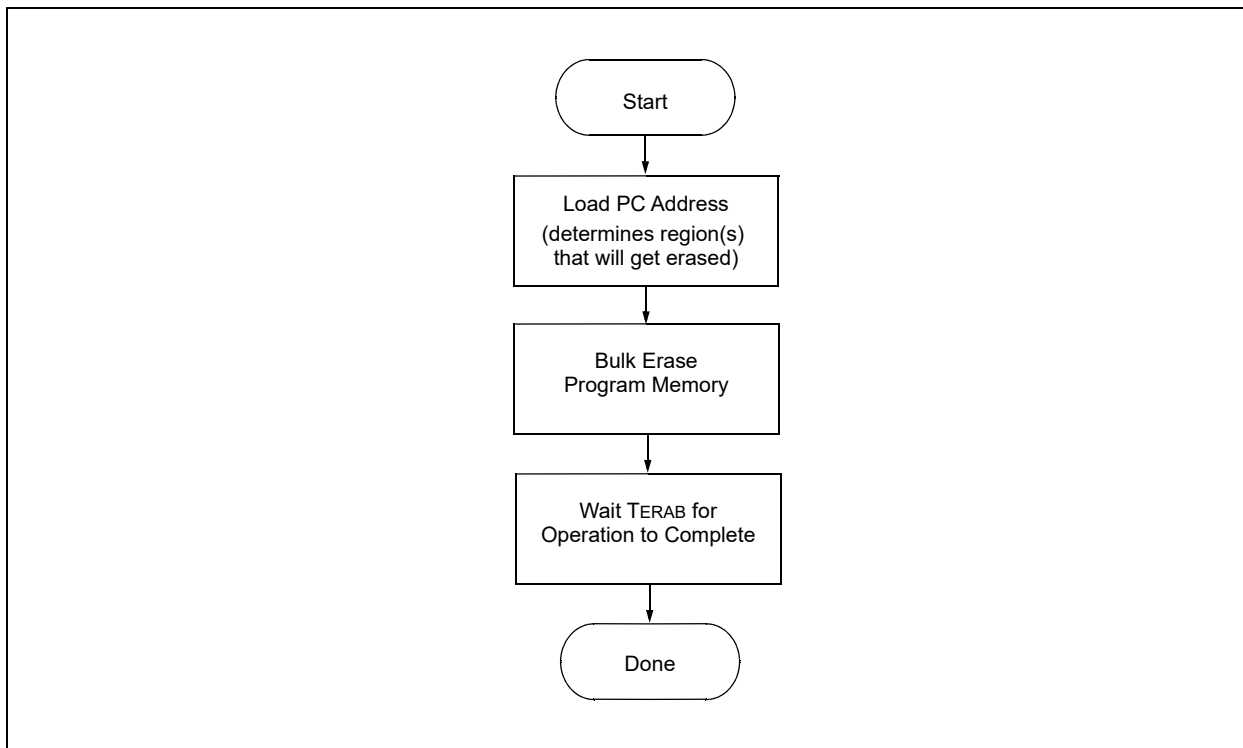 Start
Load PC Address
(determines region(s)
that will get erased)
Bulk Erase
Program Memory
Wait TERAB for
Operation to Complete
Done